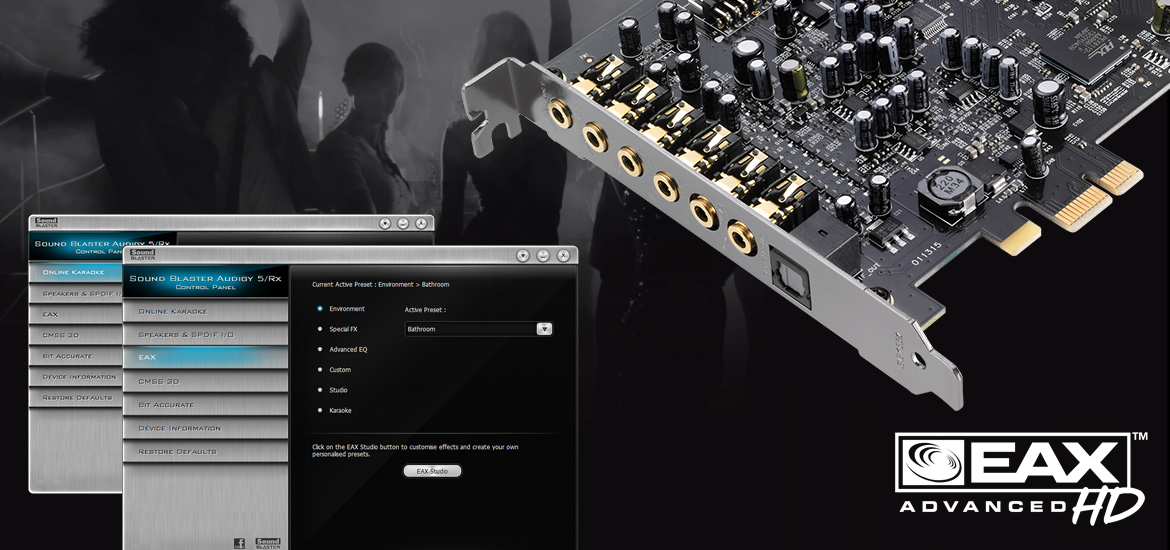 Sound
BLASTER
SOUND BLASTER AUDIGY 5/RX
ONLINE KARAOKE
SPEAKERS & SPDIF I/
EAX
CMSS 3D
BIT ACCURATE
DEVICE INFORMATION
RESTORE DEFAULTS
Sound
BLASTER
SOUND BLASTER AUDIGY 5/RX
CONTROL PANEL
ONLINE KARAOKE
SPEAKERS & SPDIF I/O
EAX
CMSS 3D
BIT ACCURATE
DEVICE INFORMATION
RESTORE DEFAULTS
Sound
BLASTER
Current Active Preset : Environment > Bathroom
Environment
Special FX
Advanced EQ
Custom
Studio
Karaoke
Active Preset :
Bathroom
Click on the EAX Studio button to customise effects and create your own
personalised presets.
EAX Studio
220
M34
011315
EAX™
ADVANCED HD